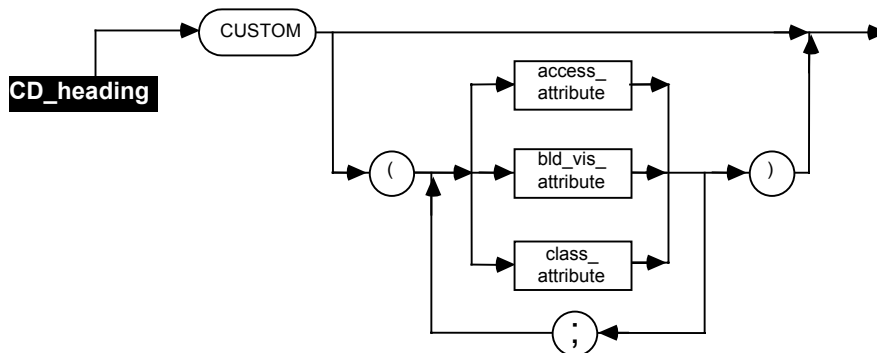 CUSTOM
CD_heading
access_
attribute
(
bld_vis_
attribute
)
class_
attribute
;